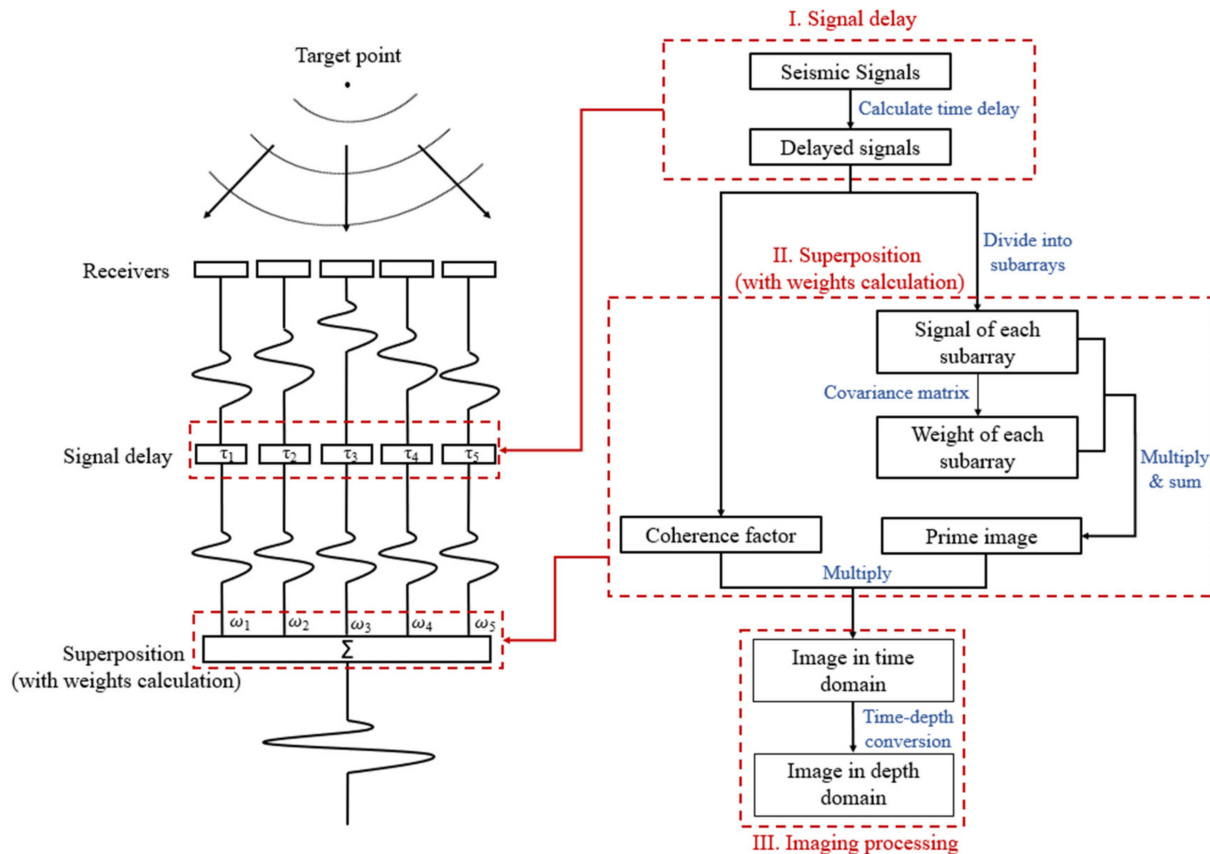 Target point
Receivers
Signal delay
τ1 τ2 τ3 τ4 τ5
ω1 ω2 ω3 ω4 ω5
Σ
Superposition
(with weights calculation)
I. Signal delay
Seismic Signals
Calculate time delay
Delayed signals
Divide into
subarrays
II. Superposition
(with weights calculation)
Signal of each
subarray
Covariance matrix
Weight of each
subarray
Multiply
& sum
Coherence factor
Prime image
Multiply
Image in time
domain
Time-depth
conversion
Image in depth
domain
III. Imaging processing